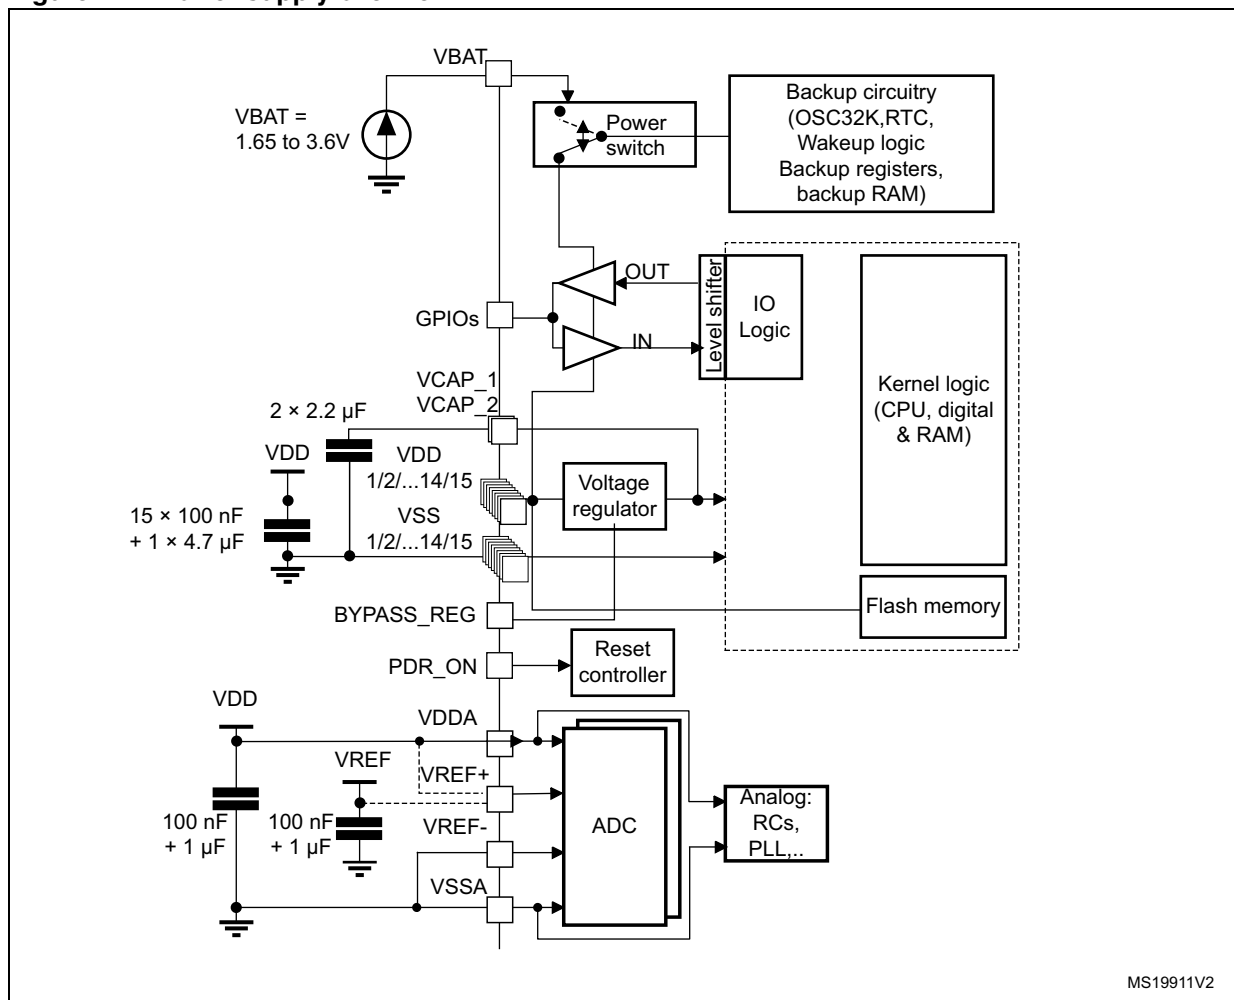 VBAT
VBAT =
1.65 to 3.6V
Power
switch
Backup circuitry
(OSC32K,RTC,
Wakeup logic
Backup registers,
backup RAM)
GPIOs
OUT
IN
Level shifter
IO
Logic
Kernel logic
(CPU, digital
& RAM)
VCAP_1
VCAP_2
2 × 2.2 µF
VDD
VDD
1/2/...14/15
15 × 100 nF
+ 1 × 4.7 µF
VSS
1/2/...14/15
Voltage
regulator
Flash memory
BYPASS_REG
PDR_ON
Reset
controller
VDD
VDDA
VREF
VREF+
100 nF
+ 1 µF
100 nF
+ 1 µF
VREF-
VSSA
ADC
Analog:
RCs,
PLL,..
MS19911V2